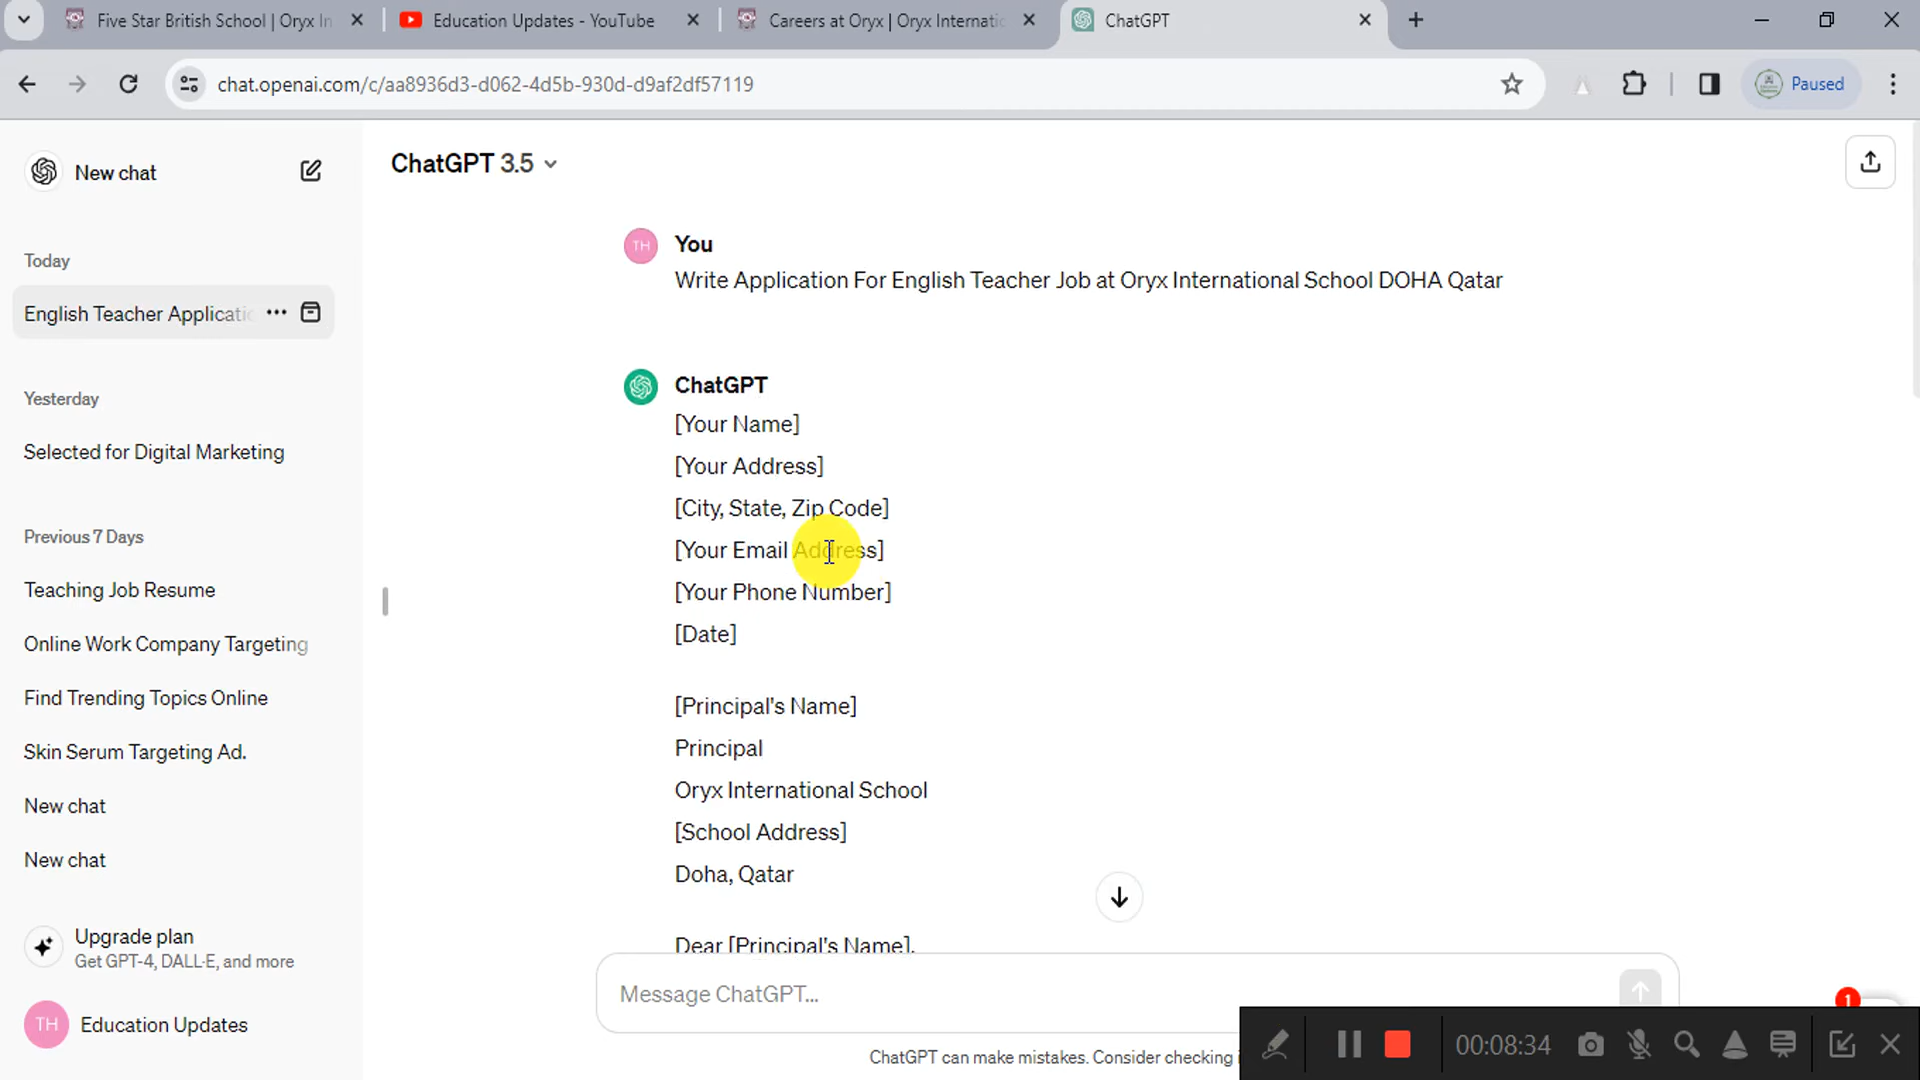 Five Star British School | Oryx In
Education Updates - YouTube
Careers at Oryx | Oryx Internatio
ChatGPT
chat.openai.com/c/aa8936d3-d062-4d5b-930d-d9af2df57119
Paused
New chat
ChatGPT 3.5
Today
English Teacher Applicatio
Yesterday
Selected for Digital Marketing
Previous 7 Days
Teaching Job Resume
Online Work Company Targeting
Find Trending Topics Online
Skin Serum Targeting Ad.
New chat
New chat
Upgrade plan
Get GPT-4, DALL·E, and more
TH
Education Updates
TH
You
Write Application For English Teacher Job at Oryx International School DOHA Qatar
ChatGPT
[Your Name]
[Your Address]
[City, State, Zip Code]
[Your Email Address]
[Your Phone Number]
[Date]
[Principal's Name]
Principal
Oryx International School
[School Address]
Doha, Qatar
Dear [Principal's Name],
Message ChatGPT...
ChatGPT can make mistakes. Consider checking i
1
00:08:34